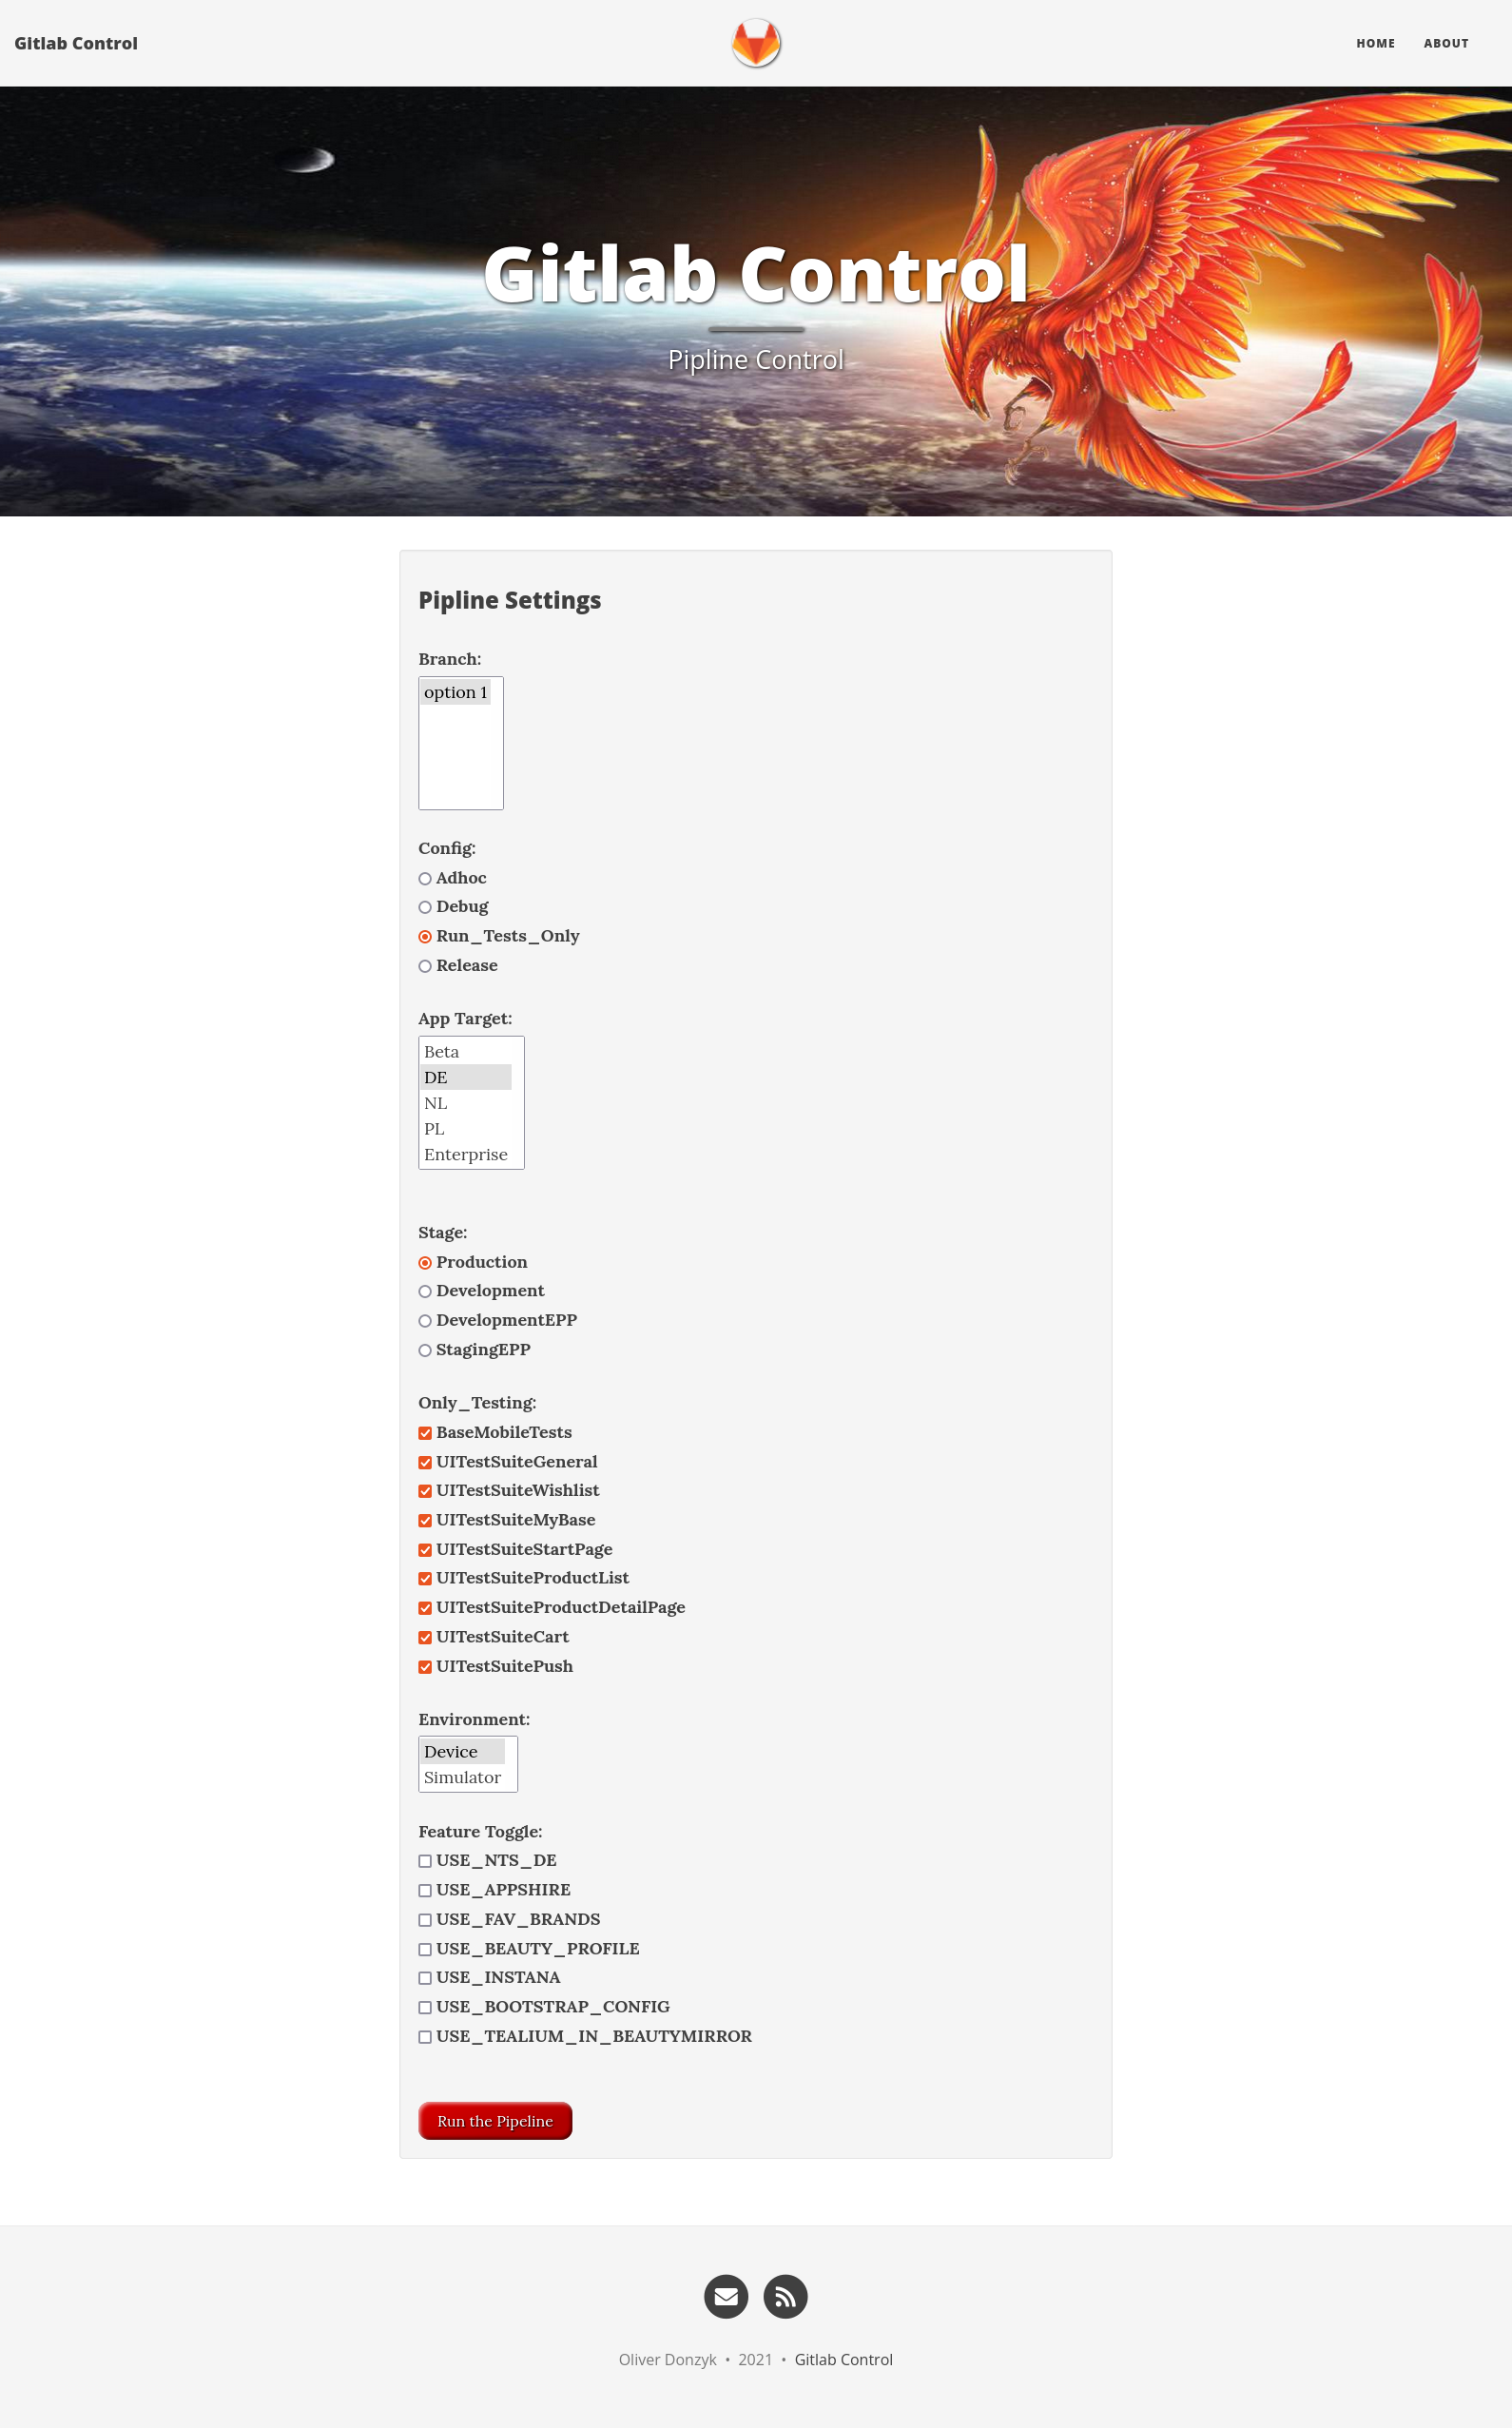 Gitlab Control
HOME ABOUT
Gitlab Control
Pipline Control
Pipline Settings
Branch:
option 1
Config:
Adhoc
Debug
Run_Tests_Only
Release
App Target:
Beta
DE
NL
PL
Enterprise
Stage:
Production
Development
DevelopmentEPP
StagingEPP
Only_Testing:
BaseMobileTests
UITestSuiteGeneral
UITestSuiteWishlist
UITestSuiteMyBase
UITestSuiteStartPage
UITestSuiteProductList
UITestSuiteProductDetailPage
UITestSuiteCart
UITestSuitePush
Environment:
Device
Simulator
Feature Toggle:
USE_NTS_DE
USE_APPSHIRE
USE_FAV_BRANDS
USE_BEAUTY_PROFILE
USE_INSTANA
USE_BOOTSTRAP_CONFIG
USE_TEALIUM_IN_BEAUTYMIRROR
Run the Pipeline
Oliver Donzyk • 2021 • Gitlab Control